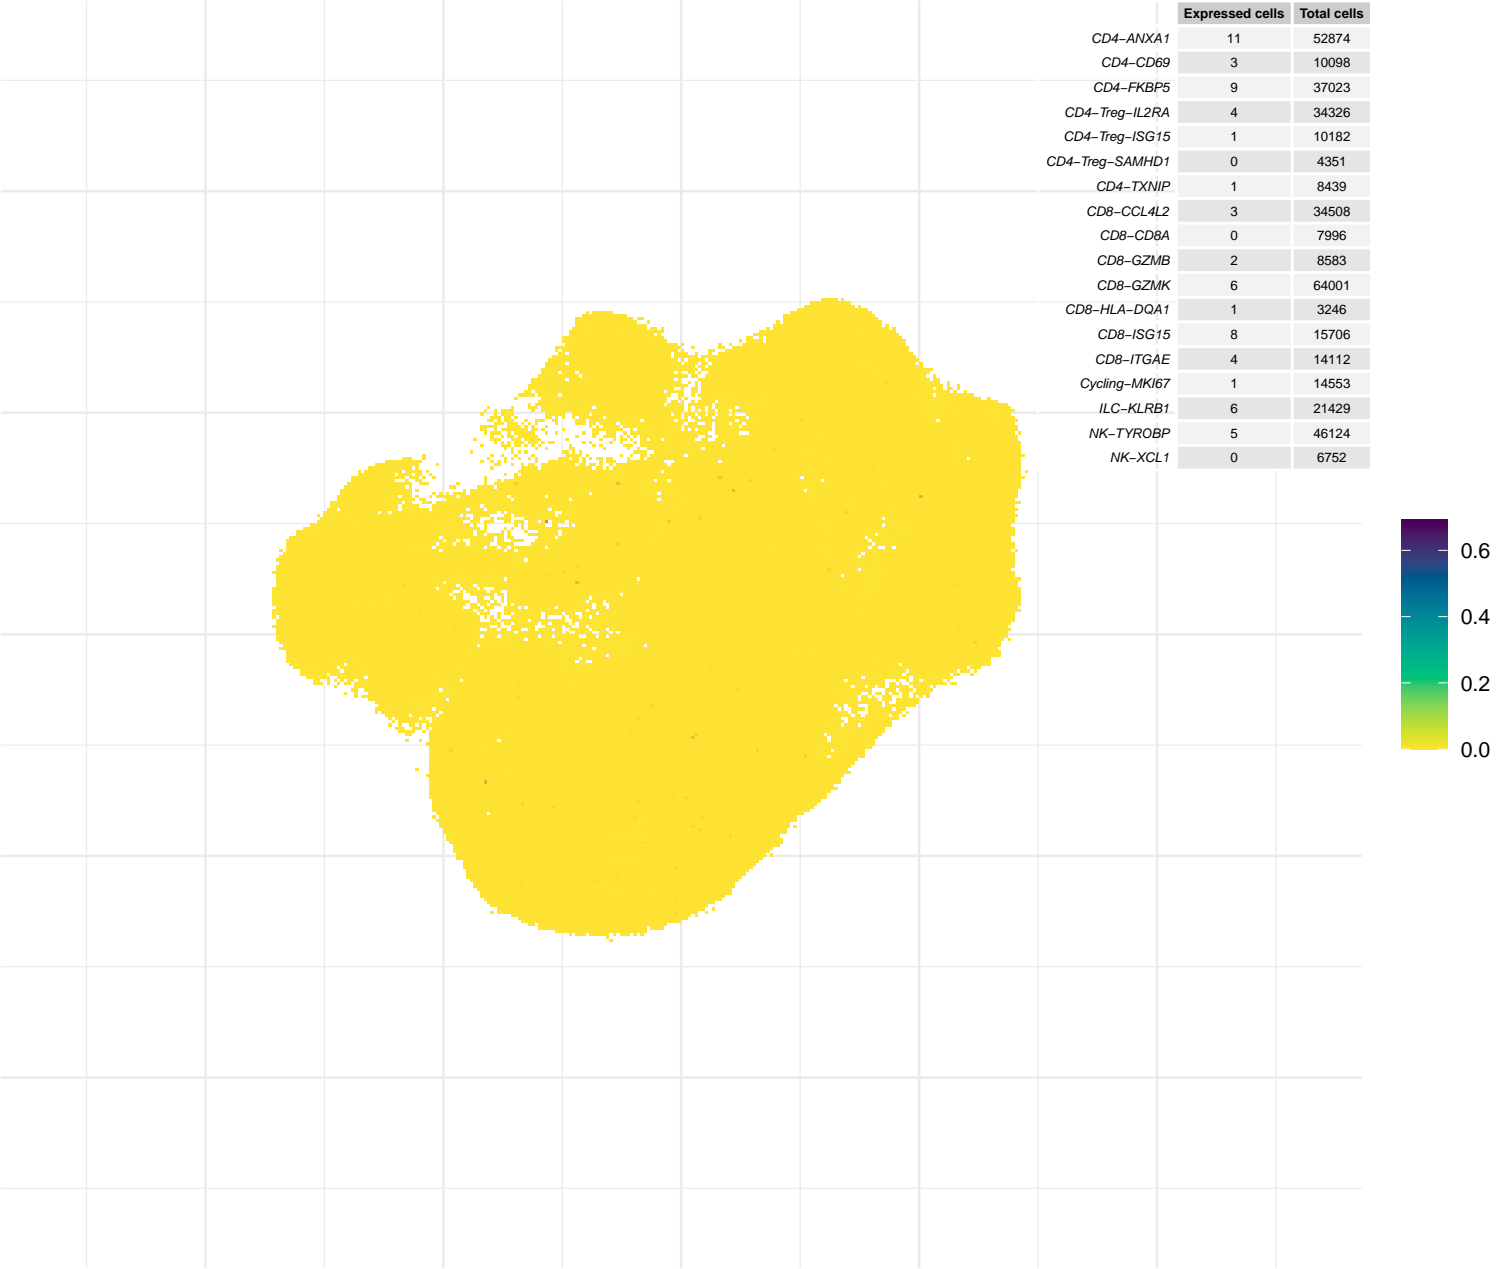 Expressed cells Total cells
CD4−ANXA1 11 52874
CD4−CD69 3 10098
CD4−FKBP5 9 37023
CD4−Treg−IL2RA 4 34326
CD4−Treg−ISG15 1 10182
CD4−Treg−SAMHD1 0 4351
CD4−TXNIP 1 8439
CD8−CCL4L2 3 34508
CD8−CD8A 0 7996
CD8−GZMB 2 8583
CD8−GZMK 6 64001
CD8−HLA−DQA1 1 3246
CD8−ISG15 8 15706
CD8−ITGAE 4 14112
Cycling−MKI67 1 14553
ILC−KLRB1 6 21429
NK−TYROBP 5 46124
NK−XCL1 0 6752
0.6
0.4
0.2
0.0